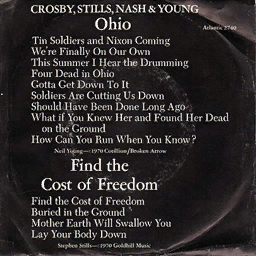 CROSBY, STILLS, NASH & YOUNG
Ohio
Atlantic 2740
Tin Soldiers and Nixon Coming
We're Finally On Our Own
This Summer I Hear the Drumming
Four Dead in Ohio
Gotta Get Down To It
Soldiers Are Cutting Us Down
Should Have Been Done Long Ago
What if You Knew Her and Found Her Dead
on the Ground
How Can You Run When You Know?
Neil Young—1970 Cotillion/Broken Arrow
Find the
Cost of Freedom
Find the Cost of Freedom
Buried in the Ground
Mother Earth Will Swallow You
Lay Your Body Down
Stephen Stills—1970 Goldhill Music